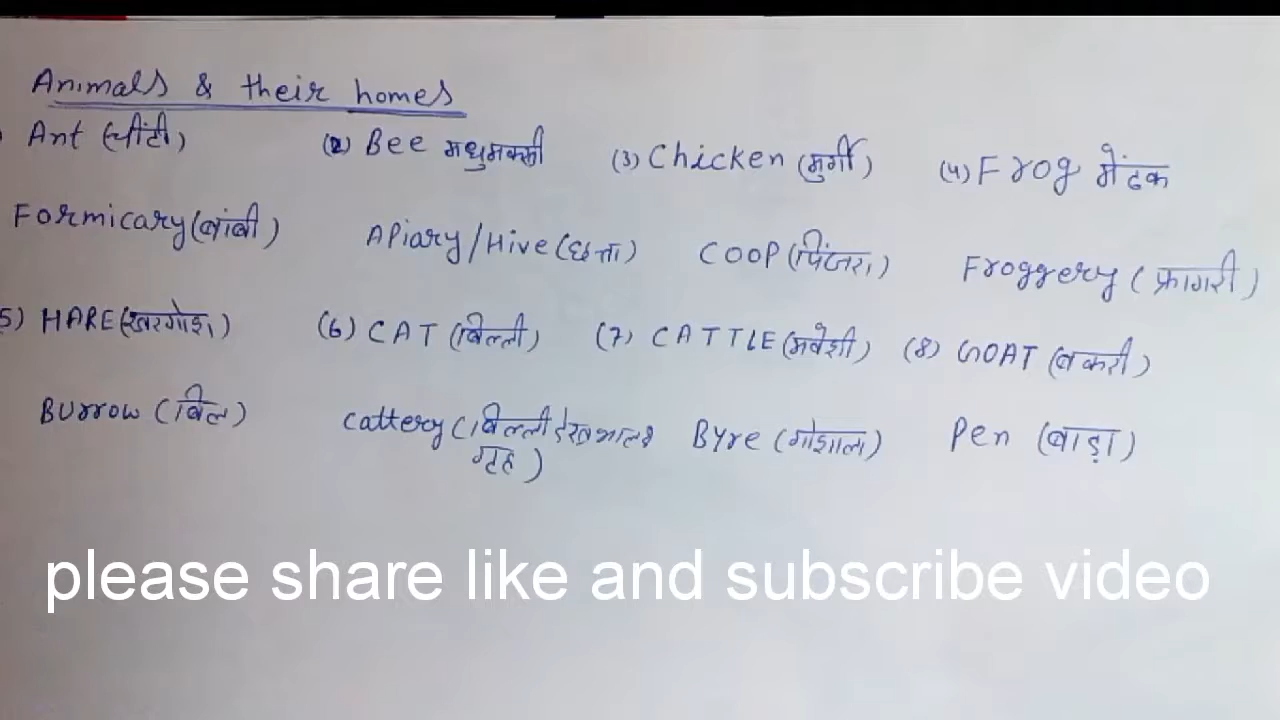 Animals & their homes
Ant (चींटी) (2) Bee मधुमक्खी (3) Chicken (मुर्गी) (4) Frog मेंढक
Formicary (बांबी) Apiary/Hive (छत्ता) COOP (पिंजरा) Froggery (फ्रागरी)
5) HARE (खरगोश) (6) CAT (बिल्ली) (7) CATTLE (मवेशी) (8) GOAT (बकरी)
Burrow (बिल) Cattery (बिल्ली देखभाल Byre (गोशाला) Pen (बाड़ा)
गृह)
please share like and subscribe video